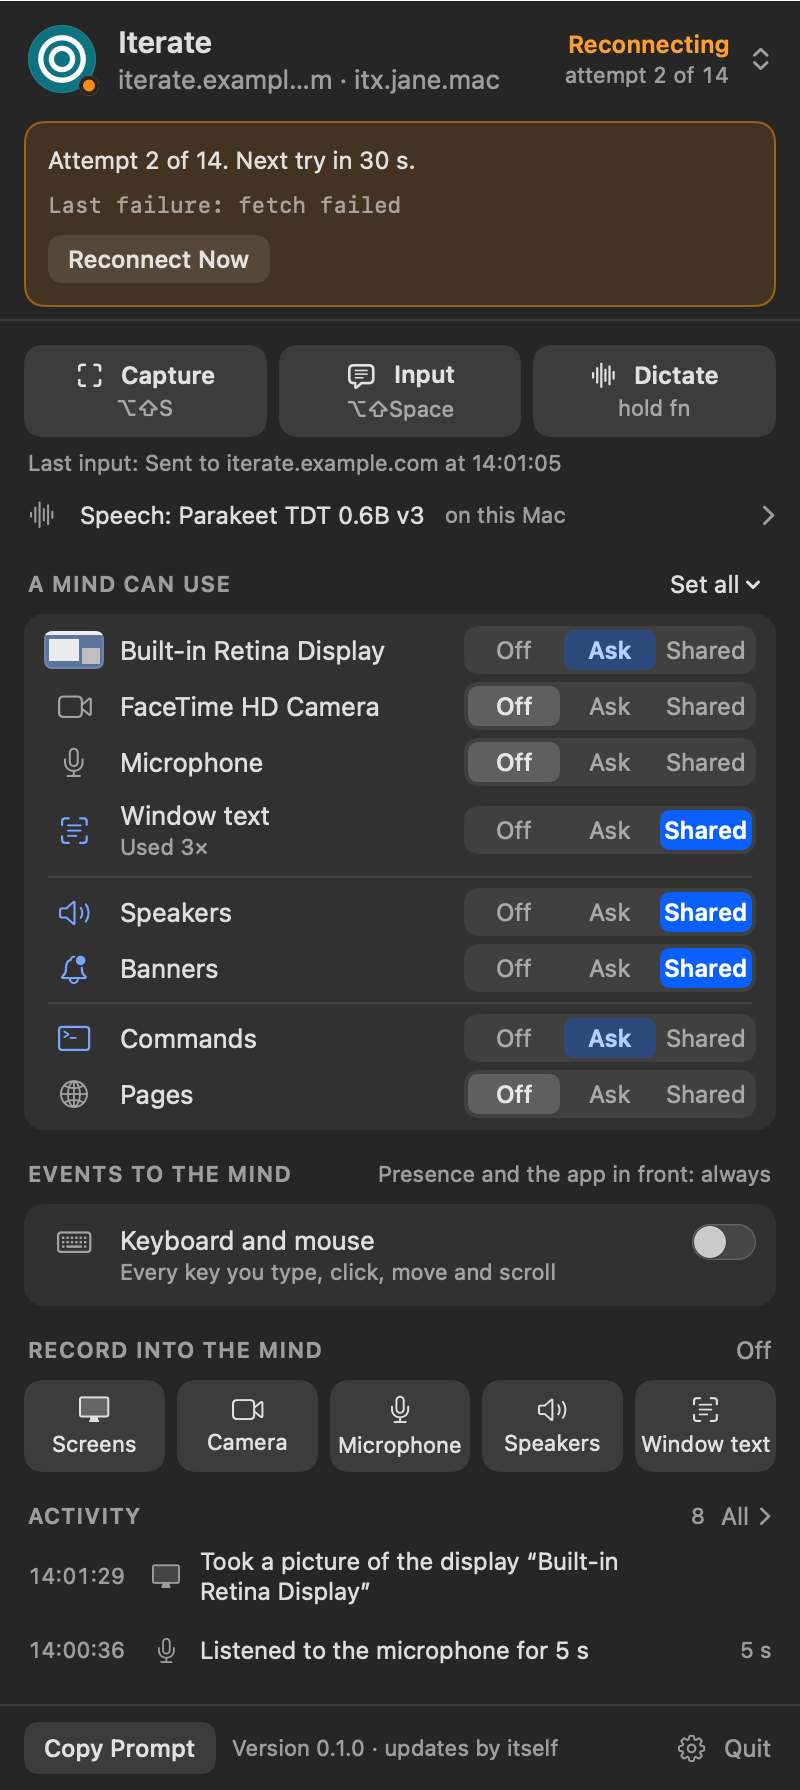 Iterate
iterate.exampl...m · itx.jane.mac
Reconnecting
attempt 2 of 14
Attempt 2 of 14. Next try in 30 s.
Last failure: fetch failed
Reconnect Now
Capture
⌥⇧S
Input
⌥⇧Space
Dictate
hold fn
Last input: Sent to iterate.example.com at 14:01:05
Speech: Parakeet TDT 0.6B v3 on this Mac
A MIND CAN USE
Set all
Built-in Retina Display Off Ask Shared
FaceTime HD Camera Off Ask Shared
Microphone Off Ask Shared
Window text
Used 3×
Off Ask Shared
Speakers Off Ask Shared
Banners Off Ask Shared
Commands Off Ask Shared
Pages Off Ask Shared
EVENTS TO THE MIND
Presence and the app in front: always
Keyboard and mouse
Every key you type, click, move and scroll
RECORD INTO THE MIND
Off
Screens
Camera
Microphone
Speakers
Window text
ACTIVITY
8 All
14:01:29 Took a picture of the display “Built-in
Retina Display”
14:00:36 Listened to the microphone for 5 s 5 s
Copy Prompt
Version 0.1.0 · updates by itself
Quit